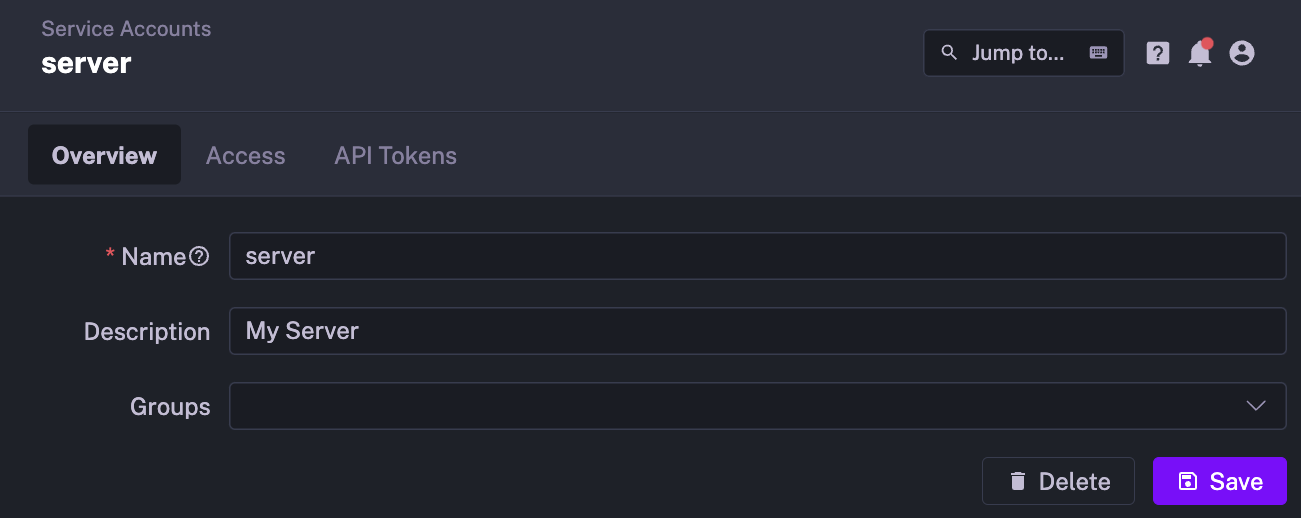 Service Accounts
server
Jump to...
Overview Access API Tokens
* Name
server
Description
My Server
Groups
Delete
Save